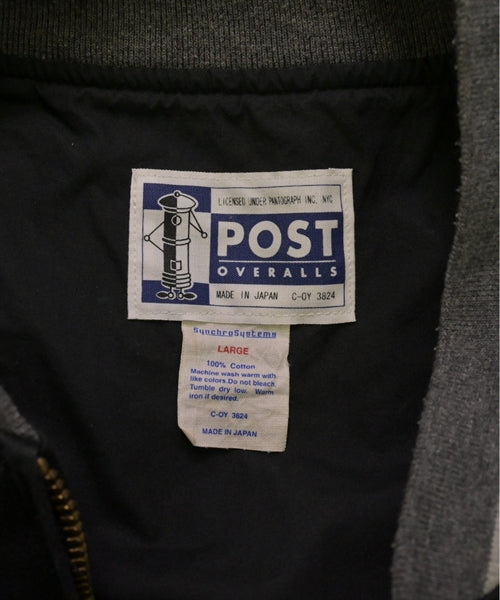 LICENSED UNDER PANTOGRAPH INC. NYC
POST
OVERALLS
MADE IN JAPAN C-OY 3824
SynchroSystems
LARGE
100% Cotton
Machine wash warm with
like colors.Do not bleach.
Tumble dry low. Warm
iron if desired.
C-OY 3824
MADE IN JAPAN